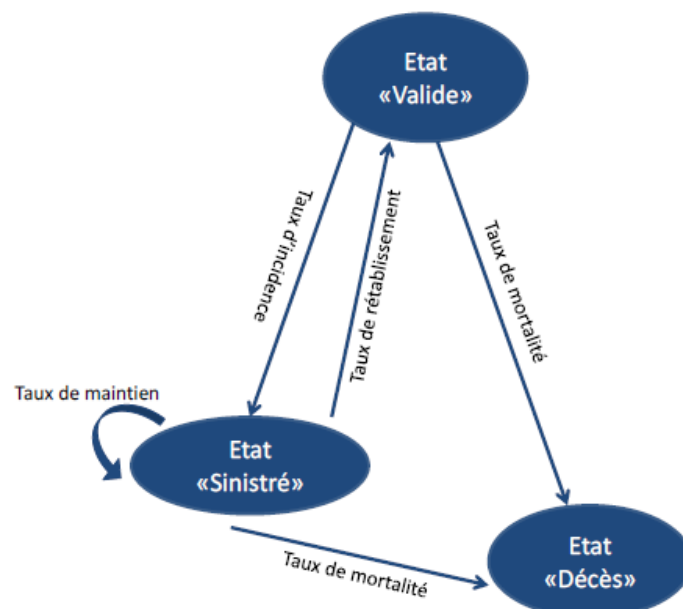 Etat
«Valide»
Taux d'incidence
Taux de rétablissement
Taux de mortalité
Taux de maintien
Etat
«Sinistré»
Taux de mortalité
Etat
«Décès»